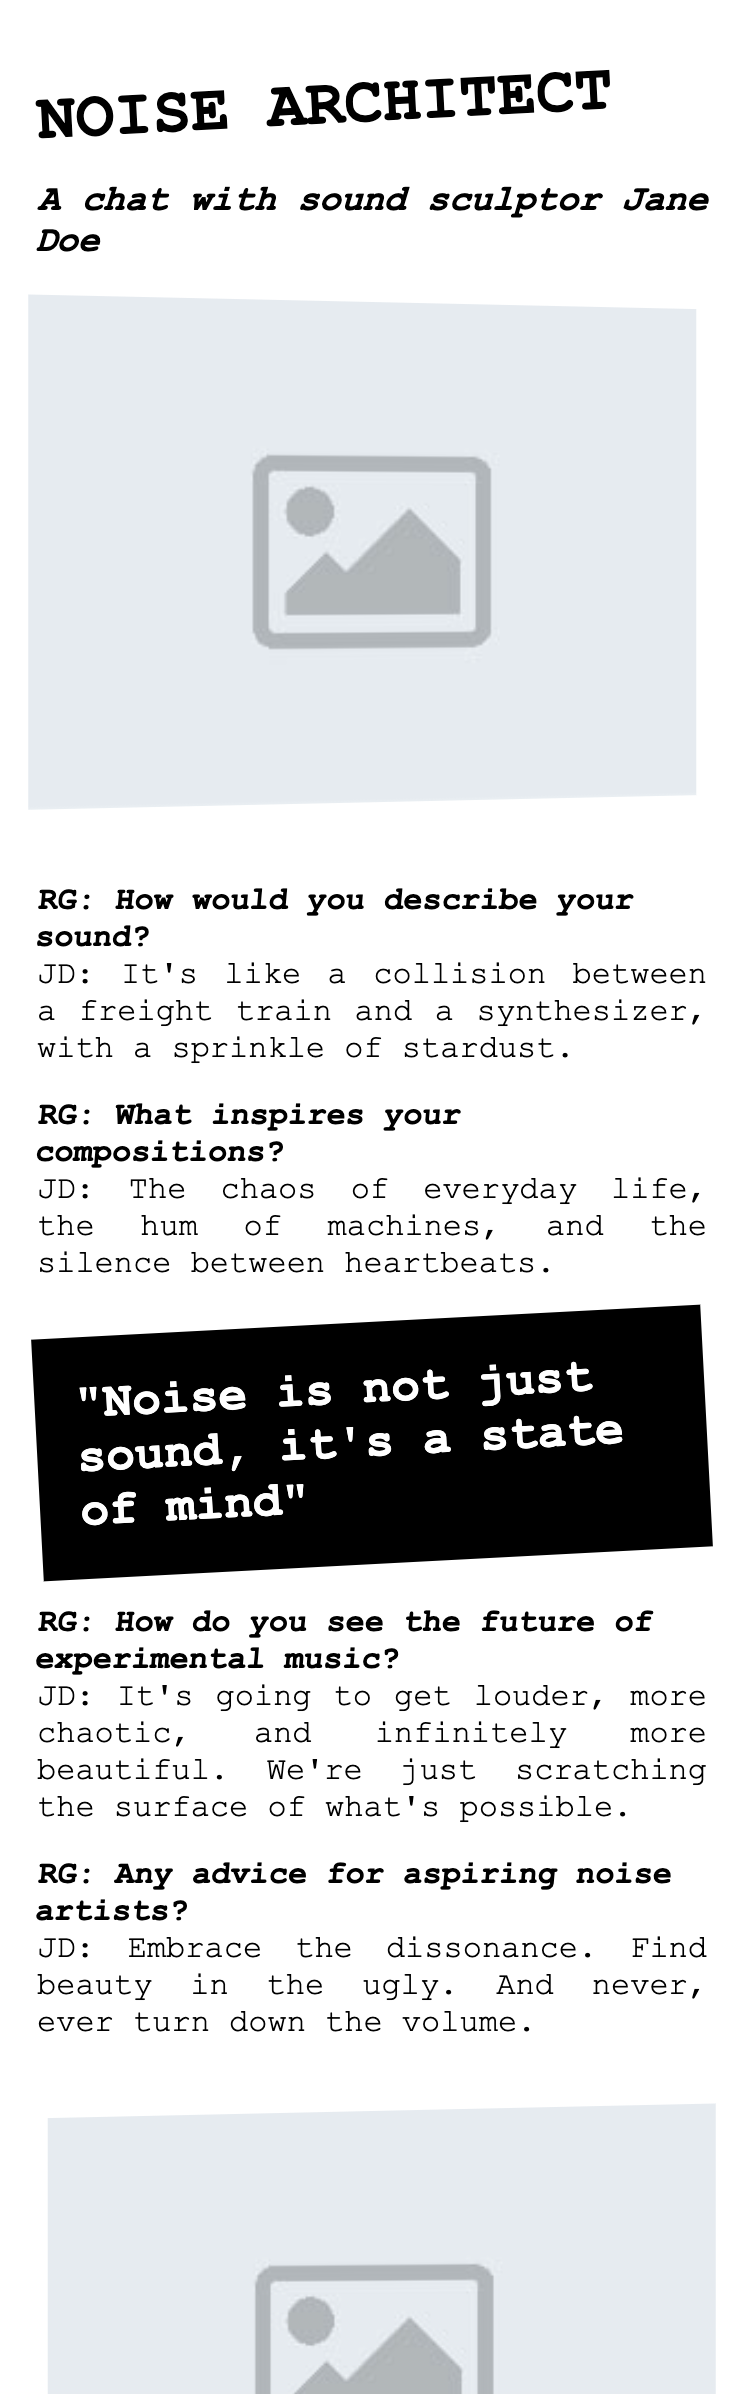 NOISE ARCHITECT
A chat with sound sculptor Jane
Doe
RG: How would you describe your
sound?
JD: It's like a collision between
a freight train and a synthesizer,
with a sprinkle of stardust.
RG: What inspires your
compositions?
JD: The chaos of everyday life,
the hum of machines, and the
silence between heartbeats.
"Noise is not just
sound, it's a state
of mind"
RG: How do you see the future of
experimental music?
JD: It's going to get louder, more
chaotic, and infinitely more
beautiful. We're just scratching
the surface of what's possible.
RG: Any advice for aspiring noise
artists?
JD: Embrace the dissonance. Find
beauty in the ugly. And never,
ever turn down the volume.